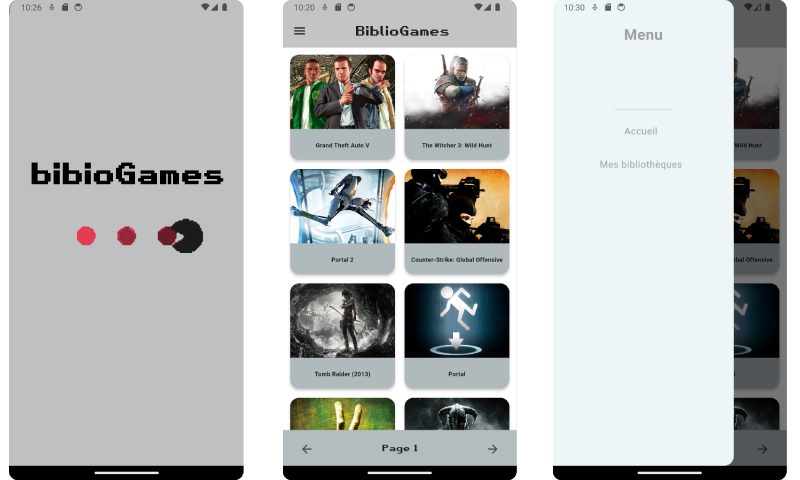 10:26
bibioGames
10:20
BiblioGames
Grand Theft Auto V
The Witcher 3: Wild Hunt
Portal 2
Counter-Strike: Global Offensive
Tomb Raider (2013)
Portal
Page 1
10:30
Menu
Accueil
Mes bibliothèques
Wild Hunt
bal Offensive